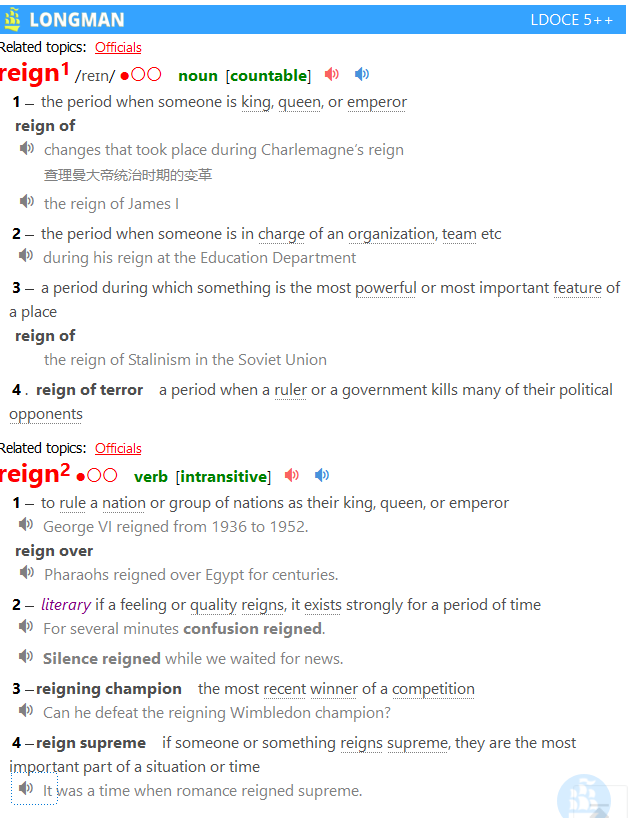 LONGMAN LDOCE 5++
Related topics: Officials
reign1 /reɪn/ ●○○ noun [countable]
1 – the period when someone is king, queen, or emperor
reign of
changes that took place during Charlemagne’s reign
查理曼大帝统治时期的变革
the reign of James I
2 – the period when someone is in charge of an organization, team etc
during his reign at the Education Department
3 – a period during which something is the most powerful or most important feature of
a place
reign of
the reign of Stalinism in the Soviet Union
4 . reign of terror a period when a ruler or a government kills many of their political
opponents
Related topics: Officials
reign2 ●○○ verb [intransitive]
1 – to rule a nation or group of nations as their king, queen, or emperor
George VI reigned from 1936 to 1952.
reign over
Pharaohs reigned over Egypt for centuries.
2 – literary if a feeling or quality reigns, it exists strongly for a period of time
For several minutes confusion reigned.
Silence reigned while we waited for news.
3 –reigning champion the most recent winner of a competition
Can he defeat the reigning Wimbledon champion?
4 –reign supreme if someone or something reigns supreme, they are the most
important part of a situation or time
It was a time when romance reigned supreme.